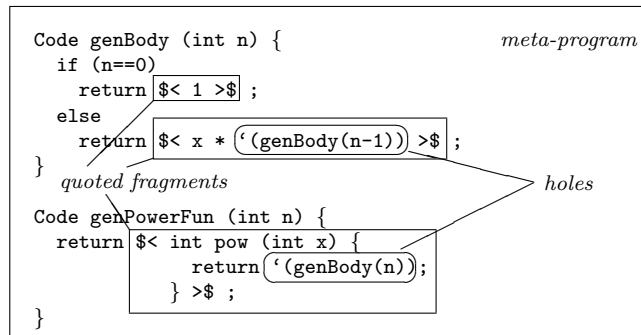 Code genBody (int n) { meta-program
if (n==0)
return $< 1 >$ ;
else
return $< x * ‘(genBody(n-1)) >$ ;
}
quoted fragments holes
Code genPowerFun (int n) {
return $< int pow (int x) {
return ‘(genBody(n));
} >$ ;
}